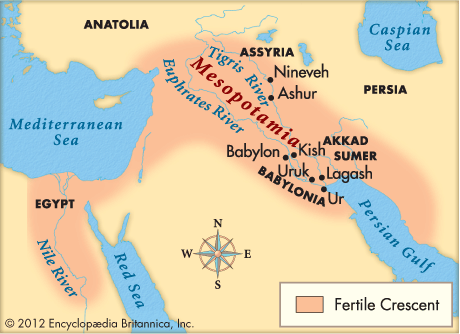 ANATOLIA
Caspian
Sea
ASSYRIA
Tigris River
Nineveh
Mesopotamia
Euphrates River
Ashur
PERSIA
Mediterranean
Sea
AKKAD
Babylon
Kish
SUMER
Uruk
Lagash
BABYLONIA
Ur
EGYPT
Persian Gulf
Nile River
Red Sea
N
W
E
S
Fertile Crescent
© 2012 Encyclopædia Britannica, Inc.